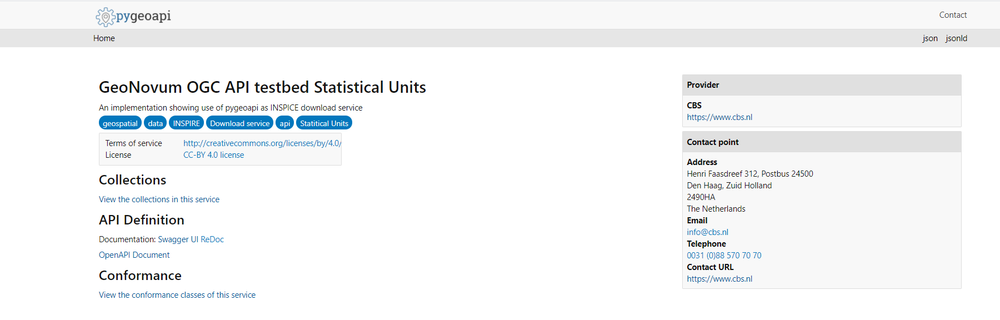 pygeoapi
Contact
Home
json jsonld
GeoNovum OGC API testbed Statistical Units
An implementation showing use of pygeoapi as INSPICE download service
geospatial data INSPIRE Download service api Statitical Units
Terms of service http://creativecommons.org/licenses/by/4.0/
License CC-BY 4.0 license
Collections
View the collections in this service
API Definition
Documentation: Swagger UI ReDoc
OpenAPI Document
Conformance
View the conformance classes of this service
Provider
CBS
https://www.cbs.nl
Contact point
Address
Henri Faasdreef 312, Postbus 24500
Den Haag, Zuid Holland
2490HA
The Netherlands
Email
info@cbs.nl
Telephone
0031 (0)88 570 70 70
Contact URL
https://www.cbs.nl